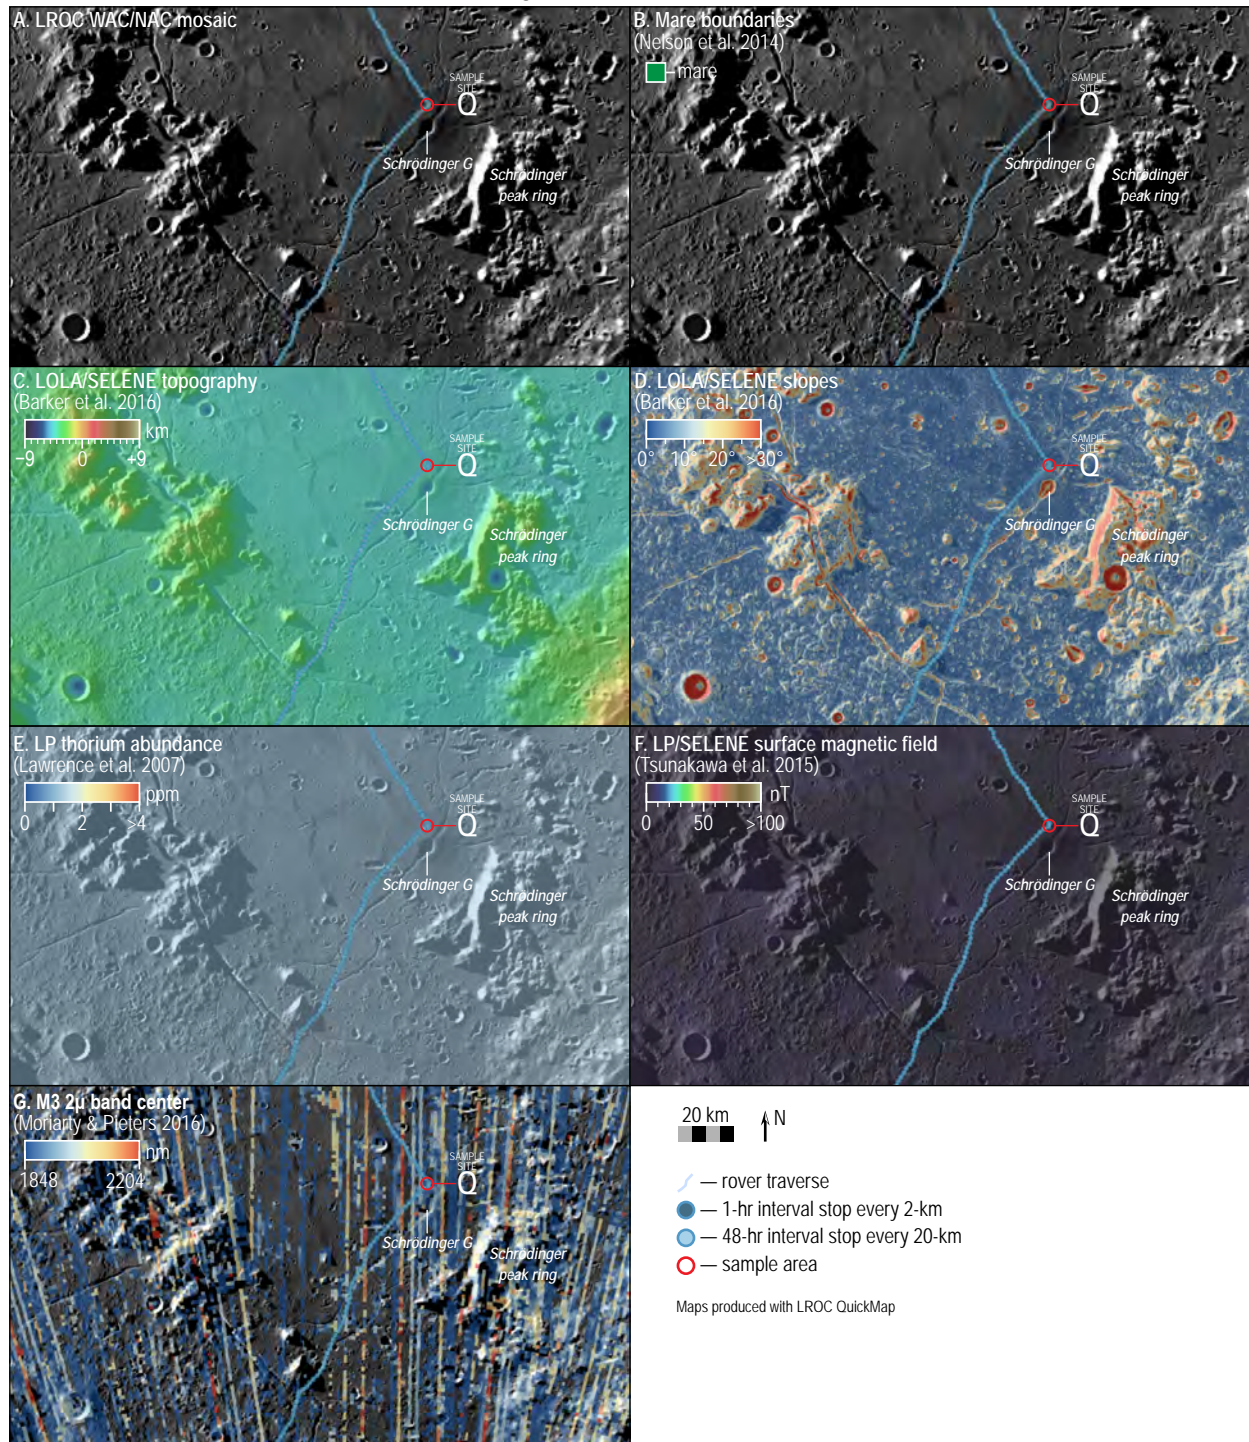 A. LROC WAC/NAC mosaic
SAMPLE
SITE
Q
Schrödinger G
Schrödinger
peak ring
B. Mare boundaries
(Nelson et al. 2014)
–mare
SAMPLE
SITE
Q
Schrödinger G
Schrödinger
peak ring
C. LOLA/SELENE topography
(Barker et al. 2016)
km
−9 0 +9
SAMPLE
SITE
Q
Schrödinger G
Schrödinger
peak ring
D. LOLA/SELENE slopes
(Barker et al. 2016)
0° 10° 20° >30°
SAMPLE
SITE
Q
Schrödinger G
Schrödinger
peak ring
E. LP thorium abundance
(Lawrence et al. 2007)
ppm
0 2 >4
SAMPLE
SITE
Q
Schrödinger G
Schrödinger
peak ring
F. LP/SELENE surface magnetic field
(Tsunakawa et al. 2015)
nT
0 50 >100
SAMPLE
SITE
Q
Schrödinger G
Schrödinger
peak ring
G. M3 2μ band center
(Moriarty & Pieters 2016)
nm
1848 2204
SAMPLE
SITE
Q
Schrödinger G
Schrödinger
peak ring
20 km N
— rover traverse
— 1-hr interval stop every 2-km
— 48-hr interval stop every 20-km
— sample area
Maps produced with LROC QuickMap